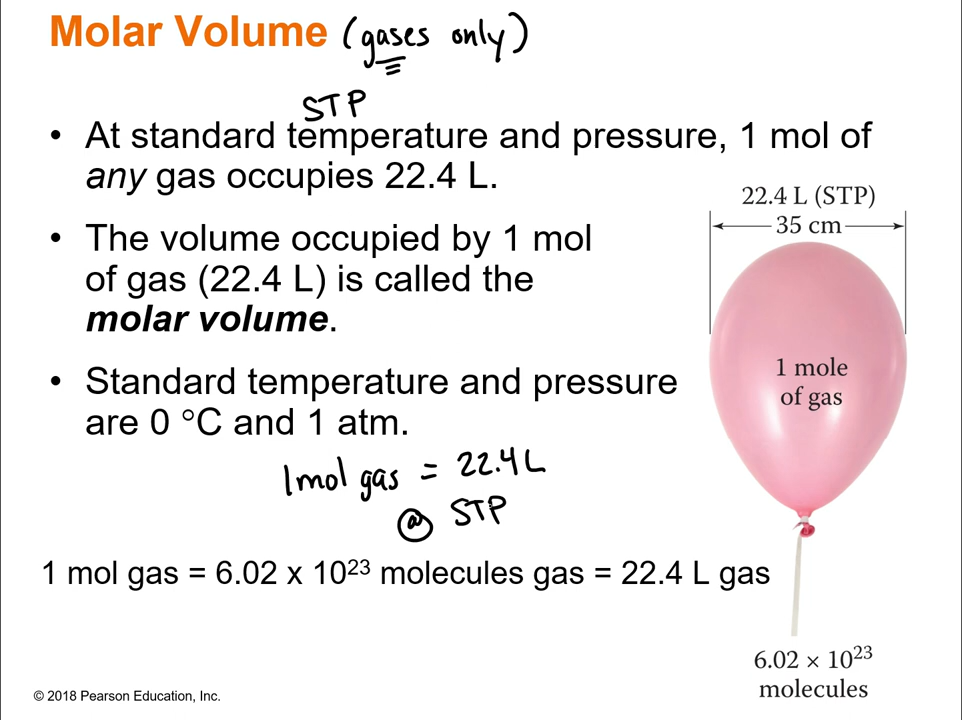 Molar Volume (gases only)
STP
• At standard temperature and pressure, 1 mol of
any gas occupies 22.4 L.
• The volume occupied by 1 mol
of gas (22.4 L) is called the
molar volume.
• Standard temperature and pressure
are 0 °C and 1 atm.
1 mol gas = 22.4 L
@ STP
1 mol gas = 6.02 x 10²³ molecules gas = 22.4 L gas
22.4 L (STP)
35 cm
1 mole
of gas
6.02 × 10²³
molecules
© 2018 Pearson Education, Inc.